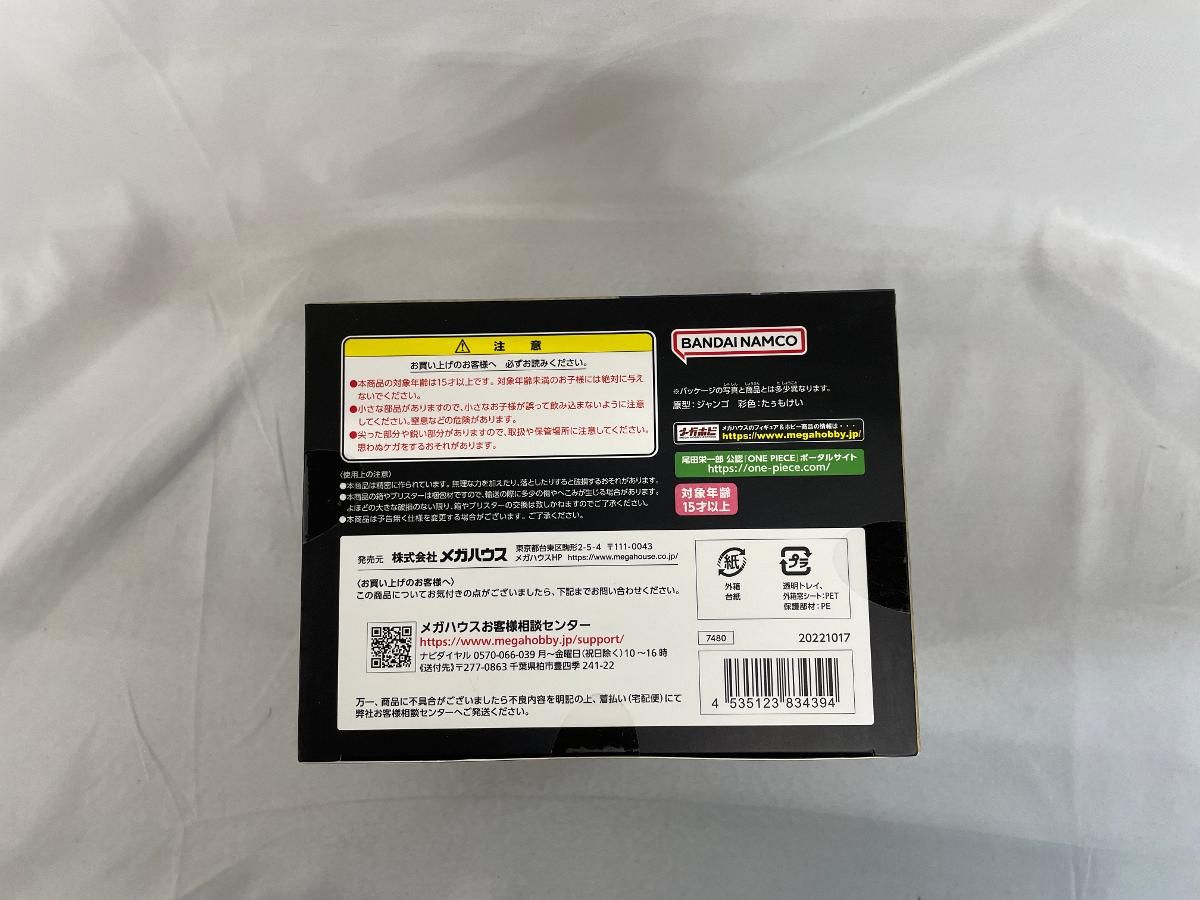 注意
お買い上げのお客様へ 必ずお読みください。
●本商品の対象年齢は15才以上です。対象年齢未満のお子様には絶対に与え
ないでください。
●小さな部品がありますので、小さなお子様が誤って飲み込まないように注意
してください。窒息などの危険があります。
●尖った部分や鋭い部分がありますので、取扱や保管場所に注意してください。
思わぬケガをするおそれがあります。
〈使用上の注意〉
●本商品は精密に作られています。無理な力を加えたり、落としたりすると破損するおそれがあります。
●本商品の箱やブリスターは梱包材ですので、輸送の際に多少の傷やへこみが生じる場合があります。
よほどの大きな破損のない限り、箱やブリスターの交換は致しかねますのでご了承ください。
●本商品は予告無く仕様を変更する場合がございます。ご了承ください。
BANDAI NAMCO
※パッケージの写真と商品とは多少異なります。
原型:ジャンゴ 彩色:たぅもけい
メガホビ
メガハウスのフィギュア&ホビー商品の情報は・・・
https://www.megahobby.jp/
尾田栄一郎 公認「ONE PIECE」ポータルサイト
https://one-piece.com/
対象年齢
15才以上
発売元 株式会社 メガハウス
東京都台東区駒形2-5-4 〒111-0043
メガハウスHP https://www.megahouse.co.jp/
〈お買い上げのお客様へ〉
この商品についてお気付きの点がございましたら、下記までお問い合わせください。
メガハウスお客様相談センター
https://www.megahobby.jp/support/
ナビダイヤル 0570-066-039 月～金曜日(祝日除く)10～16時
《送付先》〒277-0863 千葉県柏市豊四季 241-22
万一、商品に不具合がございましたら不良内容を明記の上、着払い(宅配便)にて
弊社お客様相談センターへご発送ください。
紙
外箱
台紙
プラ
透明トレイ、
外箱窓シート:PET
保護部材:PE
7480
20221017
4 535123 834394